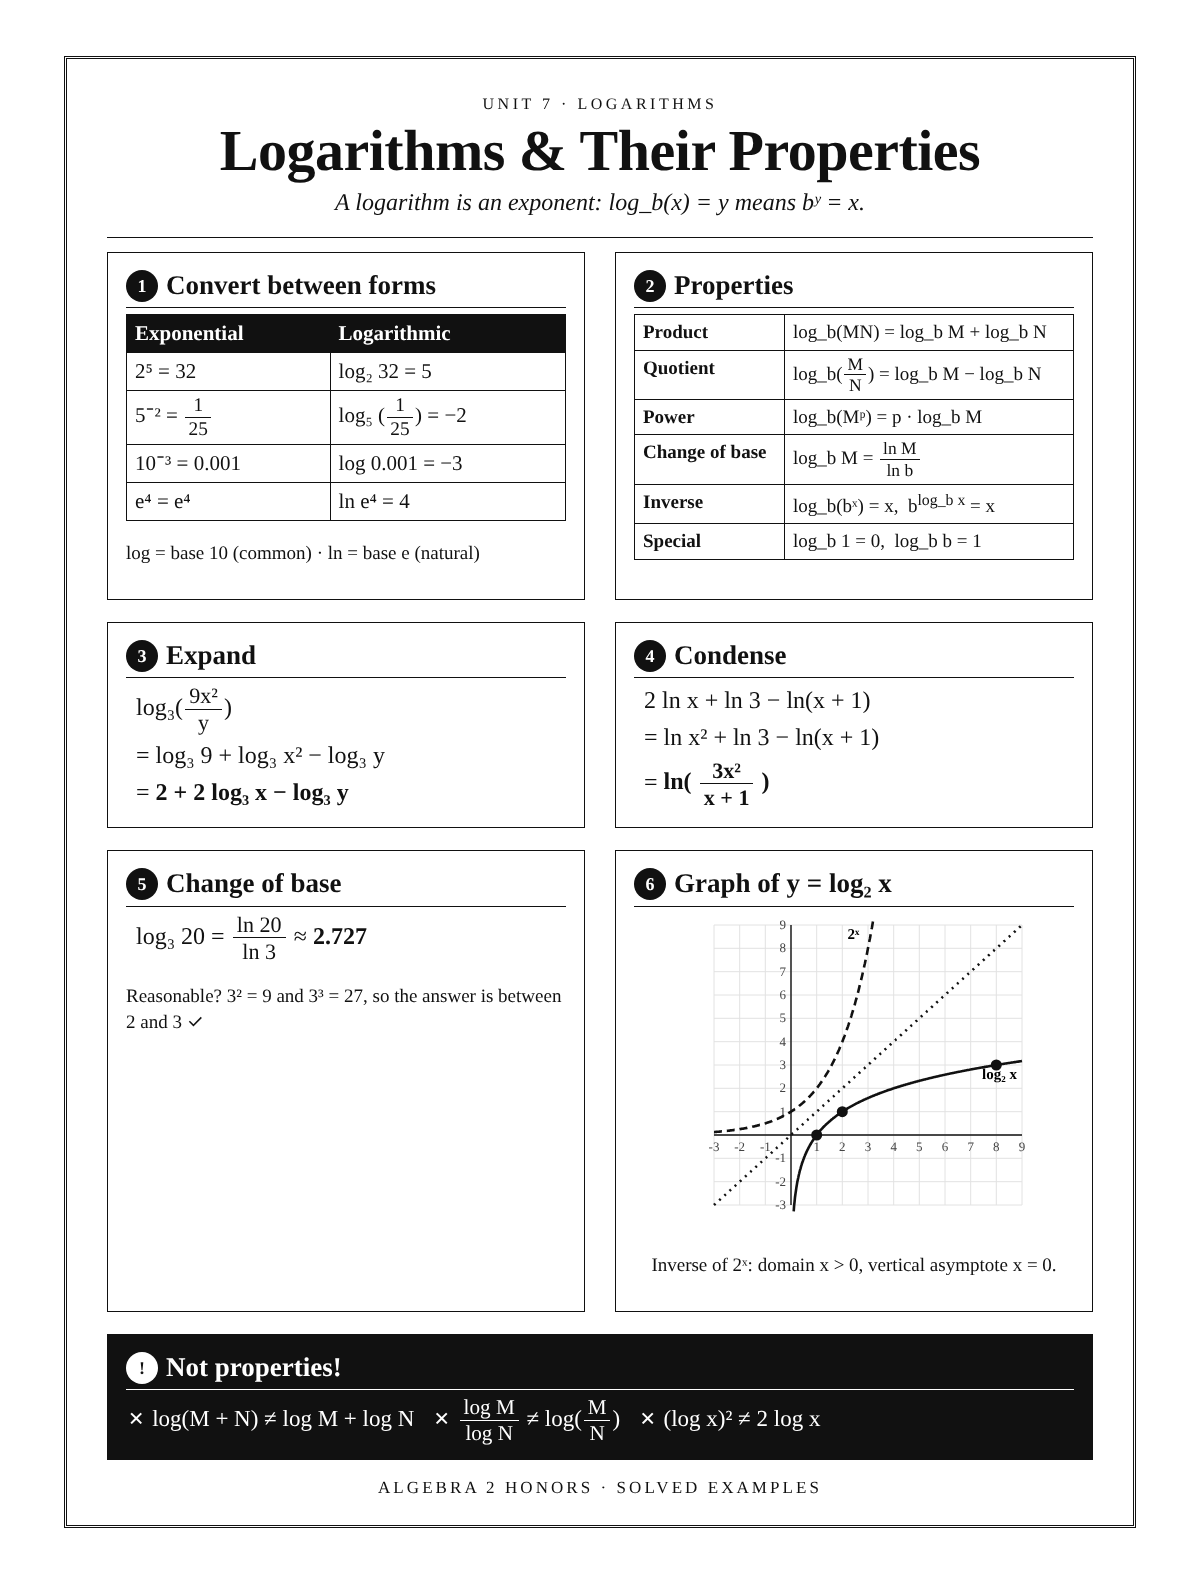 UNIT 7 · LOGARITHMS
Logarithms & Their Properties
A logarithm is an exponent: log_b(x) = y means bʸ = x.
1 Convert between forms
Exponential Logarithmic
2⁵ = 32 log₂ 32 = 5
5⁻² = 1/25 log₅ (1/25) = −2
10⁻³ = 0.001 log 0.001 = −3
e⁴ = e⁴ ln e⁴ = 4
log = base 10 (common) · ln = base e (natural)
2 Properties
Product log_b(MN) = log_b M + log_b N
Quotient log_b(M/N) = log_b M − log_b N
Power log_b(Mᵖ) = p · log_b M
Change of base log_b M = ln M/ln b
Inverse log_b(bˣ) = x, b^log_b x = x
Special log_b 1 = 0, log_b b = 1
3 Expand
log₃(9x²/y)
= log₃ 9 + log₃ x² − log₃ y
= 2 + 2 log₃ x − log₃ y
4 Condense
2 ln x + ln 3 − ln(x + 1)
= ln x² + ln 3 − ln(x + 1)
= ln( 3x²/x + 1 )
5 Change of base
log₃ 20 = ln 20/ln 3 ≈ 2.727
Reasonable? 3² = 9 and 3³ = 27, so the answer is between
2 and 3 ✓
6 Graph of y = log₂ x
9
2ˣ
8
7
6
5
4
3
log₂ x
2
1
-3 -2 -1 1 2 3 4 5 6 7 8 9
-1
-2
-3
Inverse of 2ˣ: domain x > 0, vertical asymptote x = 0.
! Not properties!
✕ log(M + N) ≠ log M + log N ✕ log M/log N ≠ log(M/N) ✕ (log x)² ≠ 2 log x
ALGEBRA 2 HONORS · SOLVED EXAMPLES